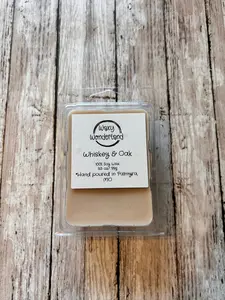 Waxy
Wonderland
Whiskey & Oak
100% Soy Wax
*Hand poured in Palmyra,
MO